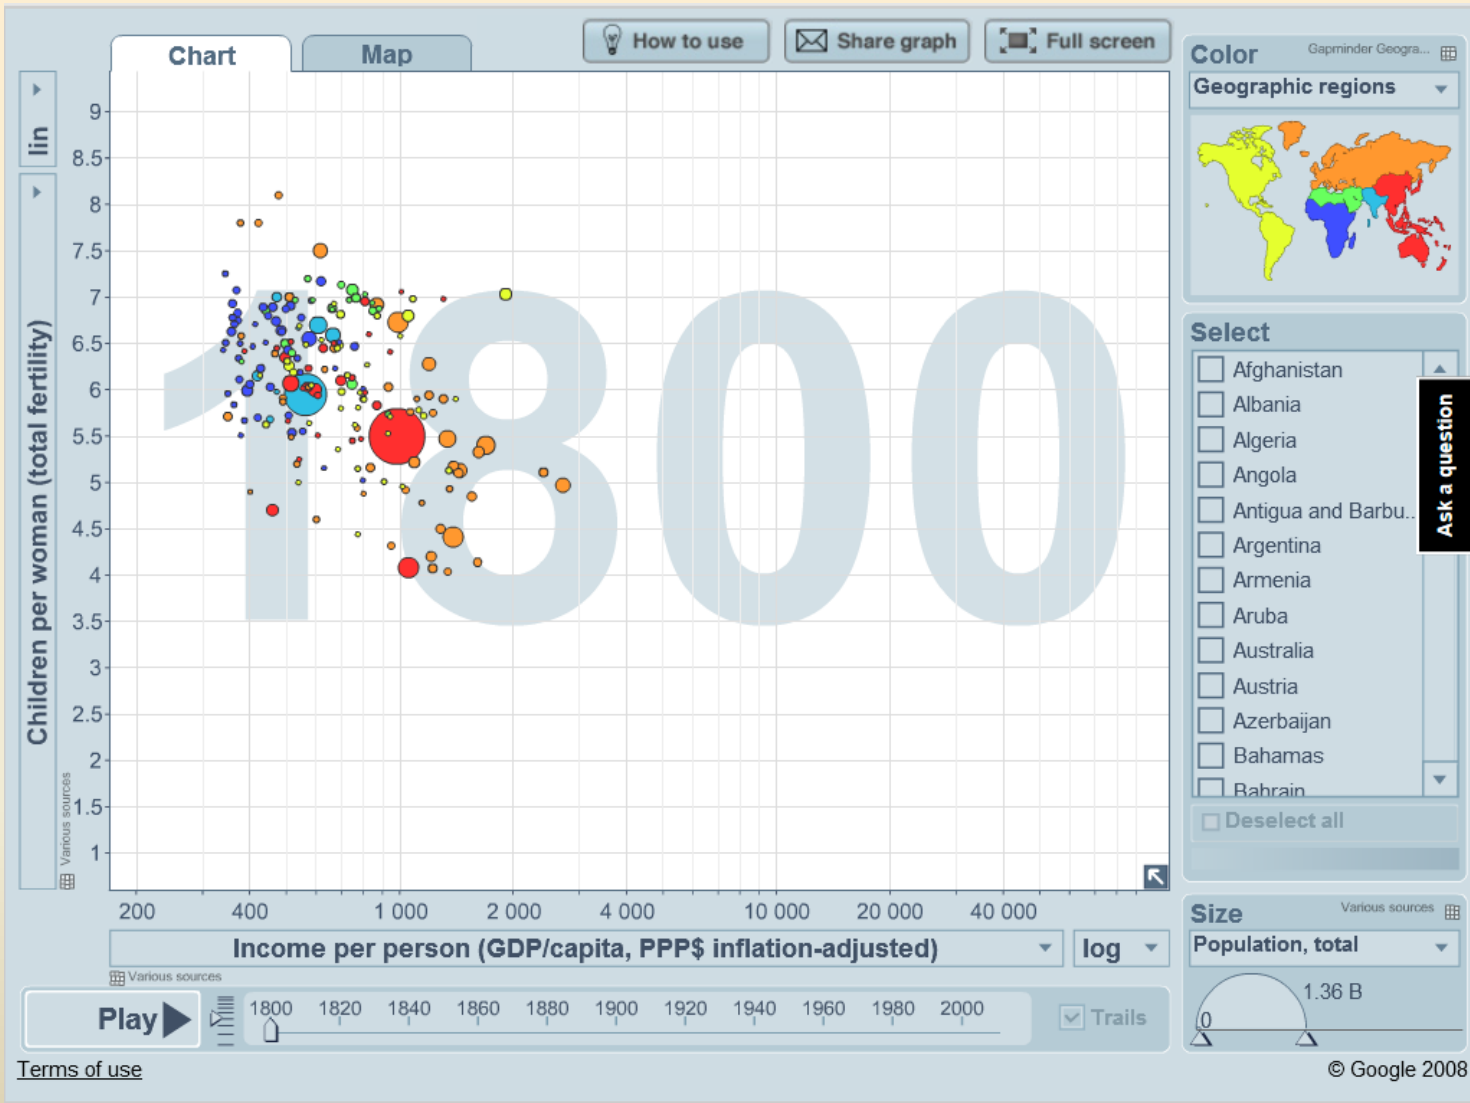 Chart
Map
How to use
Share graph
Full screen
lin
Children per woman (total fertility)
Various sources
9
8.5
8
7.5
7
6.5
6
5.5
5
4.5
4
3.5
3
2.5
2
1.5
1
1800
200 400 1 000 2 000 4 000 10 000 20 000 40 000
Income per person (GDP/capita, PPP$ inflation-adjusted)
log
Various sources
Play
1800 1820 1840 1860 1880 1900 1920 1940 1960 1980 2000
Trails
Color
Gapminder Geogra...
Geographic regions
Select
Afghanistan
Albania
Algeria
Angola
Antigua and Barbu..
Argentina
Armenia
Aruba
Australia
Austria
Azerbaijan
Bahamas
Bahrain
Deselect all
Ask a question
Size
Various sources
Population, total
1.36 B
0
Terms of use
© Google 2008